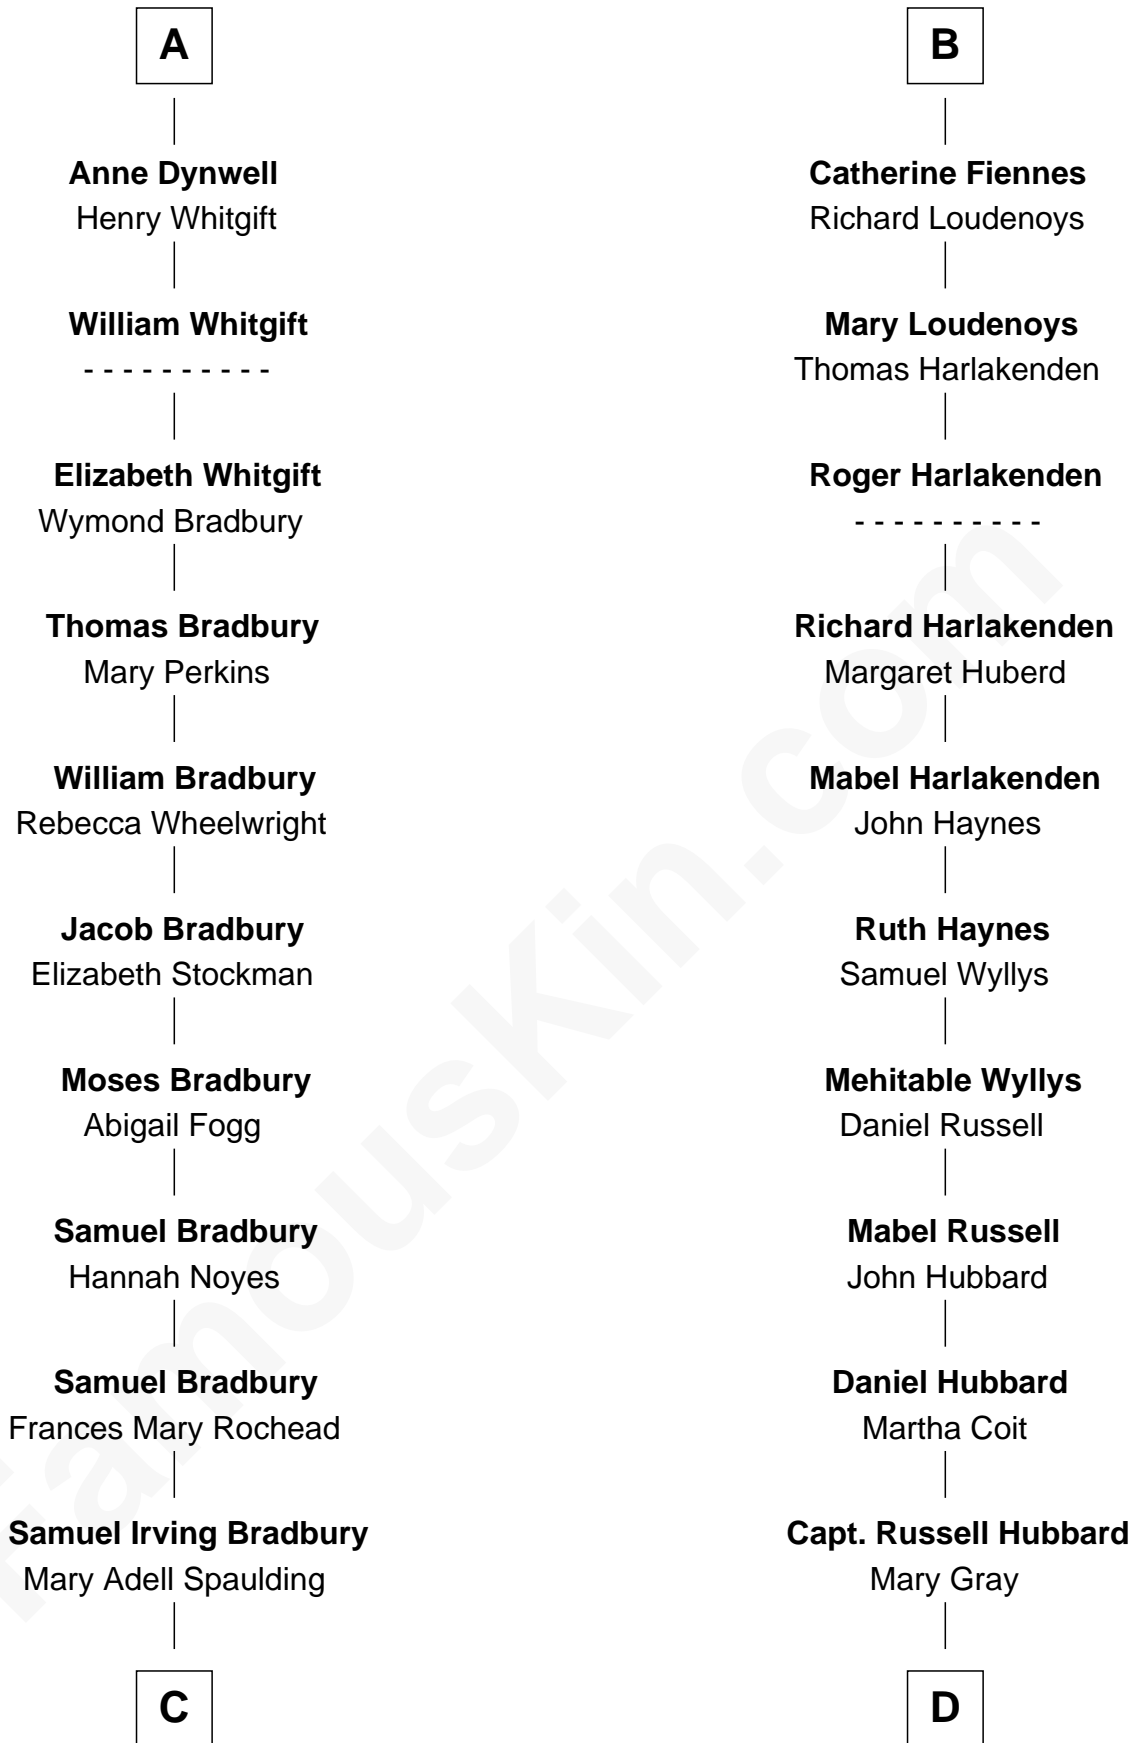 A
Anne Dynwell
Henry Whitgift
William Whitgift
- - - - - - - - - -
Elizabeth Whitgift
Wymond Bradbury
Thomas Bradbury
Mary Perkins
William Bradbury
Rebecca Wheelwright
Jacob Bradbury
Elizabeth Stockman
Moses Bradbury
Abigail Fogg
Samuel Bradbury
Hannah Noyes
Samuel Bradbury
Frances Mary Rochead
Samuel Irving Bradbury
Mary Adell Spaulding
C
B
Catherine Fiennes
Richard Loudenoys
Mary Loudenoys
Thomas Harlakenden
Roger Harlakenden
- - - - - - - - - -
Richard Harlakenden
Margaret Huberd
Mabel Harlakenden
John Haynes
Ruth Haynes
Samuel Wyllys
Mehitable Wyllys
Daniel Russell
Mabel Russell
John Hubbard
Daniel Hubbard
Martha Coit
Capt. Russell Hubbard
Mary Gray
D
FamousKin.com